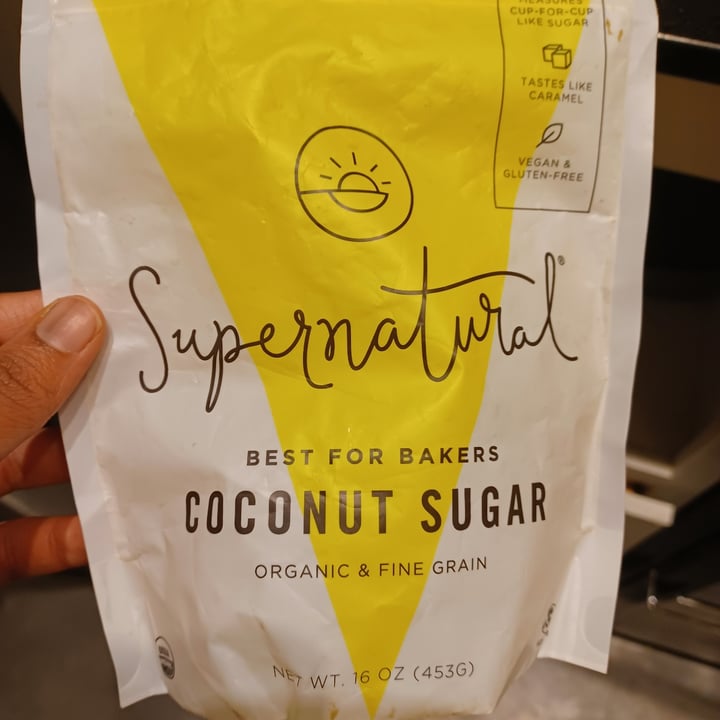 MEASURES
CUP-FOR-CUP
LIKE SUGAR
TASTES LIKE
CARAMEL
VEGAN &
GLUTEN-FREE
Supernatural®
BEST FOR BAKERS
COCONUT SUGAR
ORGANIC & FINE GRAIN
NET WT. 16 OZ (453G)